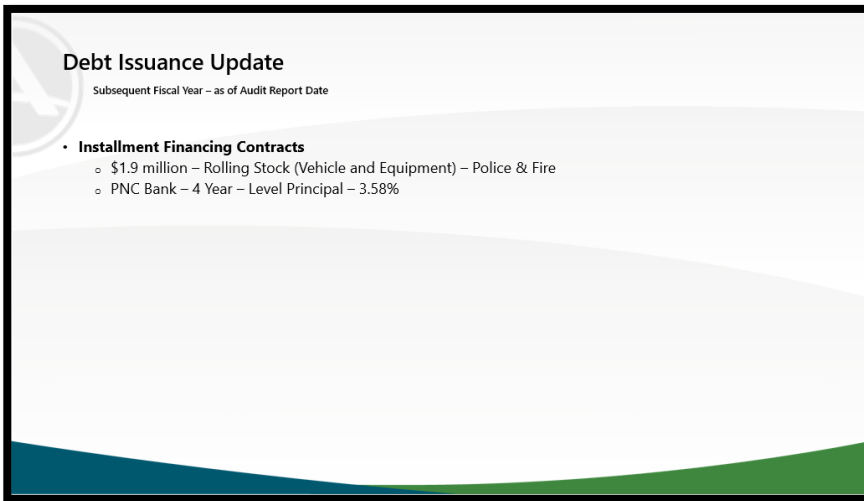 Debt Issuance Update
Subsequent Fiscal Year – as of Audit Report Date
• Installment Financing Contracts
o $1.9 million – Rolling Stock (Vehicle and Equipment) – Police & Fire
o PNC Bank – 4 Year – Level Principal – 3.58%